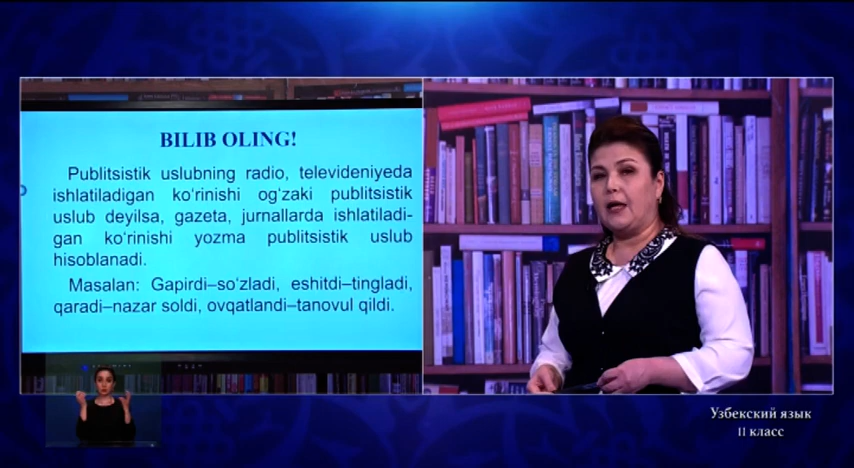 BILIB OLING!
Publitsistik uslubning radio, televideniyeda
ishlatiladigan ko‘rinishi og‘zaki publitsistik
uslub deyilsa, gazeta, jurnallarda ishlatiladi-
gan ko‘rinishi yozma publitsistik uslub
hisoblanadi.
Masalan: Gapirdi–so‘zladi, eshitdi–tingladi,
qaradi–nazar soldi, ovqatlandi–tanovul qildi.
Узбекский язык
II класс